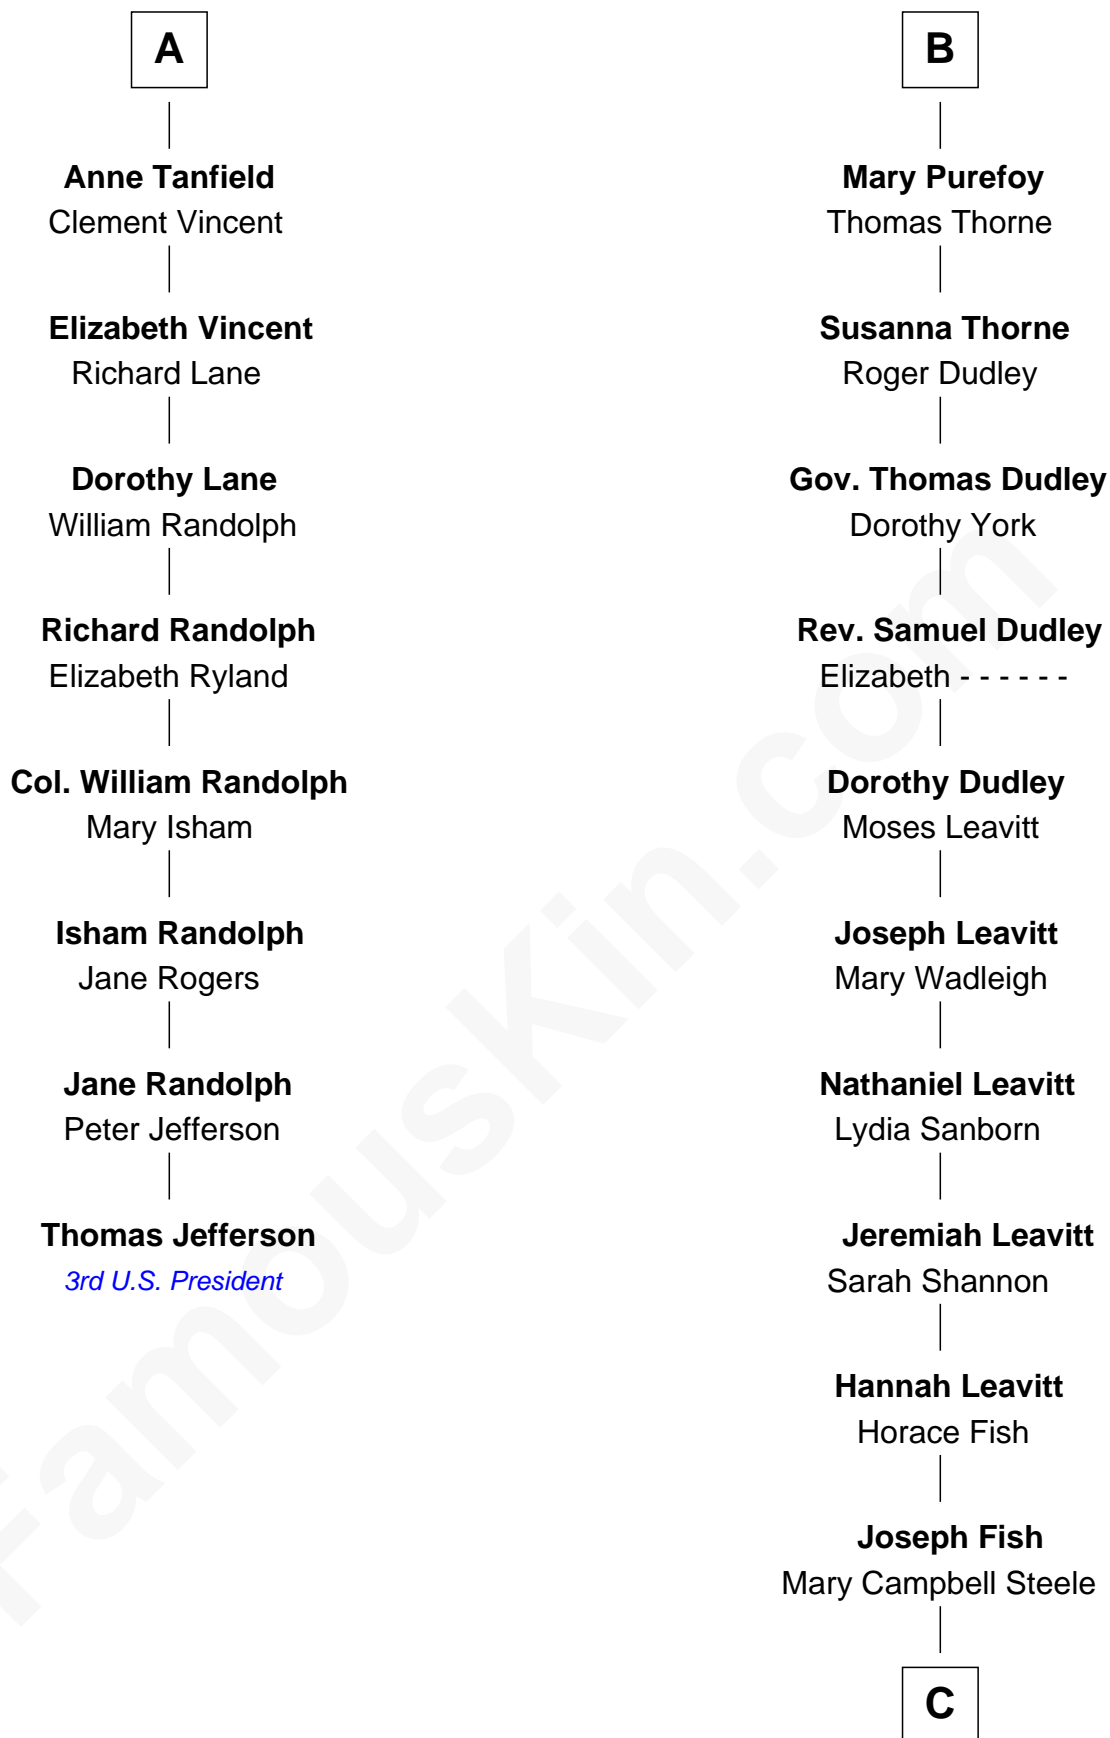 A
Anne Tanfield
Clement Vincent
Elizabeth Vincent
Richard Lane
Dorothy Lane
William Randolph
Richard Randolph
Elizabeth Ryland
Col. William Randolph
Mary Isham
Isham Randolph
Jane Rogers
Jane Randolph
Peter Jefferson
Thomas Jefferson
3rd U.S. President
B
Mary Purefoy
Thomas Thorne
Susanna Thorne
Roger Dudley
Gov. Thomas Dudley
Dorothy York
Rev. Samuel Dudley
Elizabeth - - - - - -
Dorothy Dudley
Moses Leavitt
Joseph Leavitt
Mary Wadleigh
Nathaniel Leavitt
Lydia Sanborn
Jeremiah Leavitt
Sarah Shannon
Hannah Leavitt
Horace Fish
Joseph Fish
Mary Campbell Steele
C
FamousKin.com